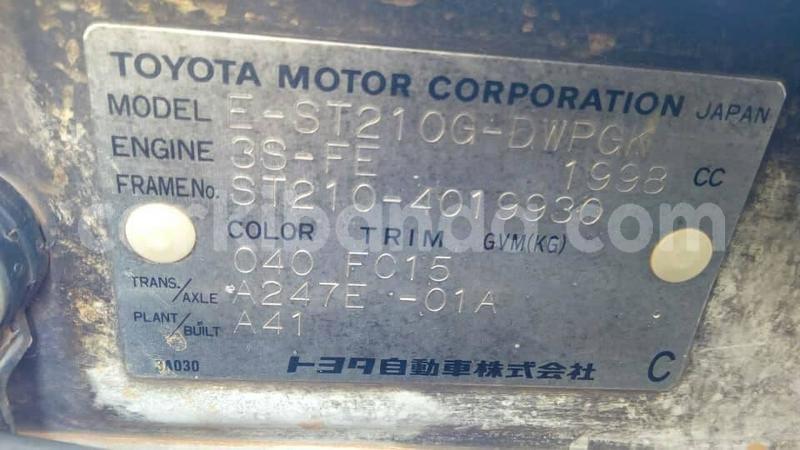 TOYOTA MOTOR CORPORATION JAPAN
MODEL E-ST210G-DWPGK
ENGINE 3S-FE 1998 CC
FRAME No. ST210-4019930
COLOR TRIM GVM(KG)
040 FC15
TRANS./AXLE A247E -01A
PLANT/BUILT A41
3A030 トヨタ自動車株式会社 C